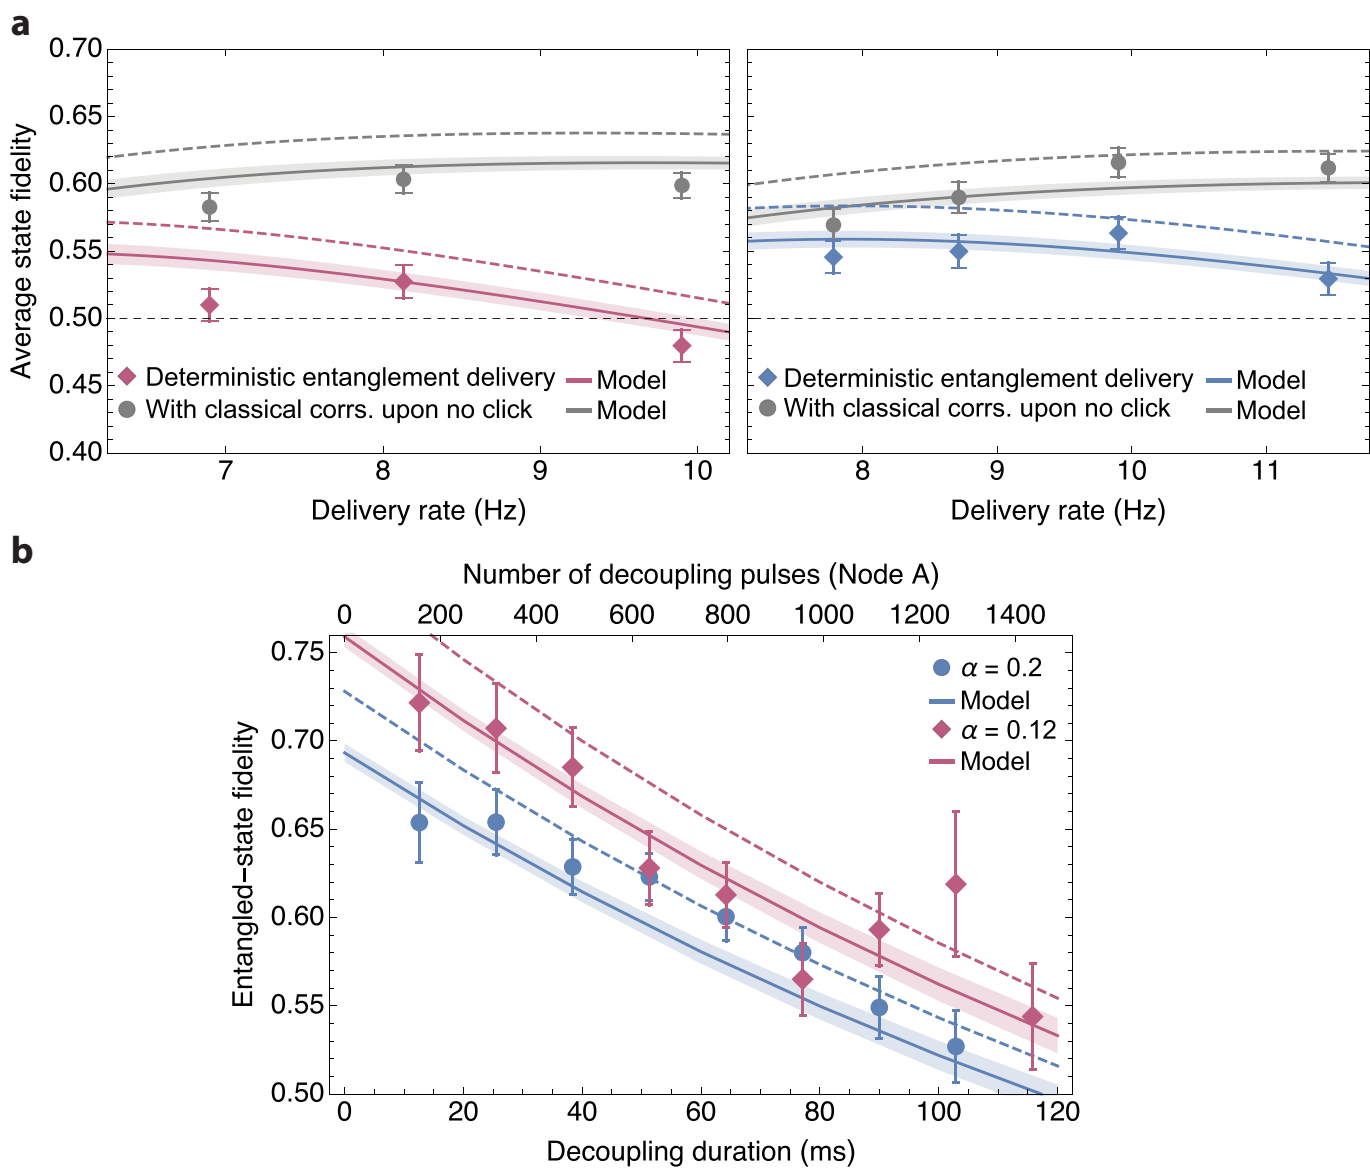 a
0.70
0.65
0.60
0.55
0.50
0.45
0.40
Average state fidelity
Deterministic entanglement delivery
Model
With classical corrs. upon no click
Model
7 8 9 10
Delivery rate (Hz)
Deterministic entanglement delivery
Model
With classical corrs. upon no click
Model
8 9 10 11
Delivery rate (Hz)
b
Number of decoupling pulses (Node A)
0 200 400 600 800 1000 1200 1400
0.75
0.70
0.65
0.60
0.55
0.50
Entangled−state fidelity
α = 0.2
Model
α = 0.12
Model
0 20 40 60 80 100 120
Decoupling duration (ms)